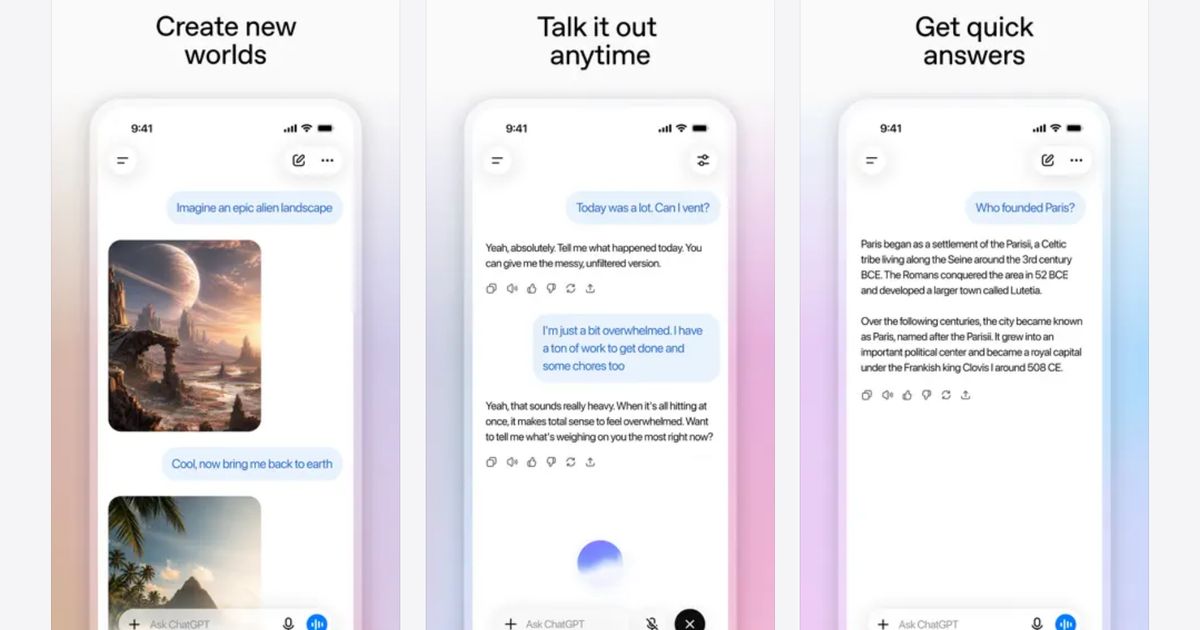 Create new
worlds
9:41
Imagine an epic alien landscape
Cool, now bring me back to earth
Ask ChatGPT
Talk it out
anytime
9:41
Today was a lot. Can I vent?
Yeah, absolutely. Tell me what happened today. You
can give me the messy, unfiltered version.
I'm just a bit overwhelmed. I have
a ton of work to get done and
some chores too
Yeah, that sounds really heavy. When it's all hitting at
once, it makes total sense to feel overwhelmed. Want
to tell me what's weighing on you the most right now?
Ask ChatGPT
Get quick
answers
9:41
Who founded Paris?
Paris began as a settlement of the Parisii, a Celtic
tribe living along the Seine around the 3rd century
BCE. The Romans conquered the area in 52 BCE
and developed a larger town called Lutetia.
Over the following centuries, the city became known
as Paris, named after the Parisii. It grew into an
important political center and became a royal capital
under the Frankish king Clovis I around 508 CE.
Ask ChatGPT